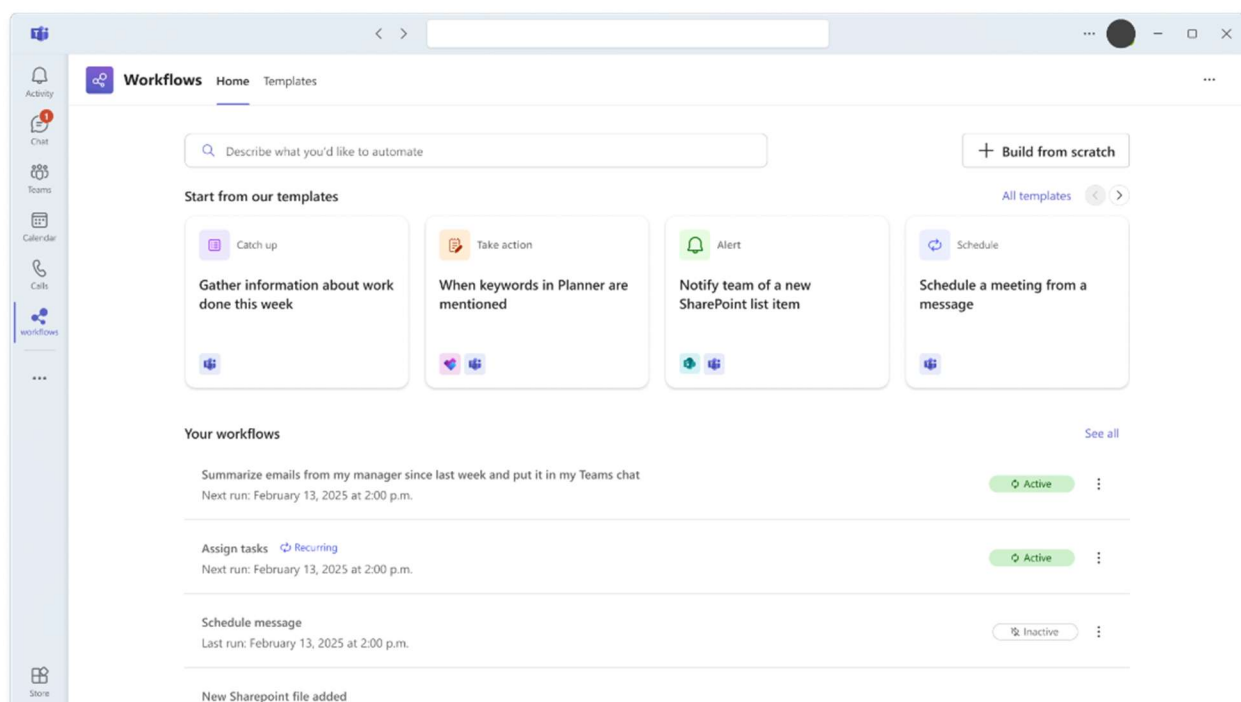 Activity
1
Chat
Teams
Calendar
Calls
workflows
Store
Workflows Home Templates
Describe what you'd like to automate
Build from scratch
Start from our templates
All templates
Catch up
Gather information about work
done this week
Take action
When keywords in Planner are
mentioned
Alert
Notify team of a new
SharePoint list item
Schedule
Schedule a meeting from a
message
Your workflows
See all
Summarize emails from my manager since last week and put it in my Teams chat
Next run: February 13, 2025 at 2:00 p.m.
Active
Assign tasks Recurring
Next run: February 13, 2025 at 2:00 p.m.
Active
Schedule message
Last run: February 13, 2025 at 2:00 p.m.
Inactive
New Sharepoint file added